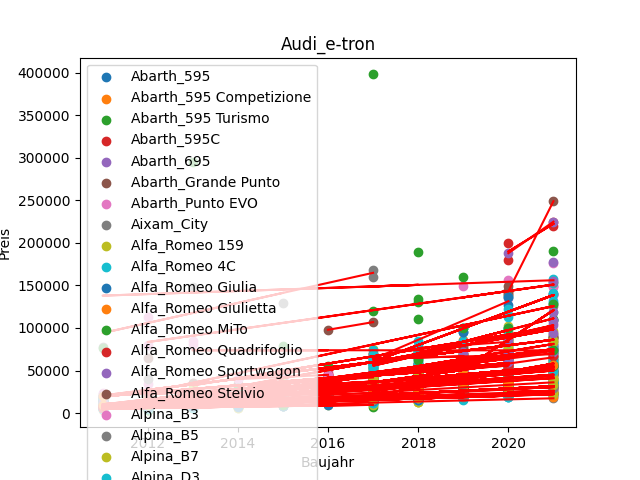 Audi_e-tron
Preis
400000
350000
300000
250000
200000
150000
100000
50000
0
Abarth_595
Abarth_595 Competizione
Abarth_595 Turismo
Abarth_595C
Abarth_695
Abarth_Grande Punto
Abarth_Punto EVO
Aixam_City
Alfa_Romeo 159
Alfa_Romeo 4C
Alfa_Romeo Giulia
Alfa_Romeo Giulietta
Alfa_Romeo MiTo
Alfa_Romeo Quadrifoglio
Alfa_Romeo Sportwagon
Alfa_Romeo Stelvio
Alpina_B3
Alpina_B5
Alpina_B7
Alpina_D3
2012 2014 2016 2018 2020
Baujahr